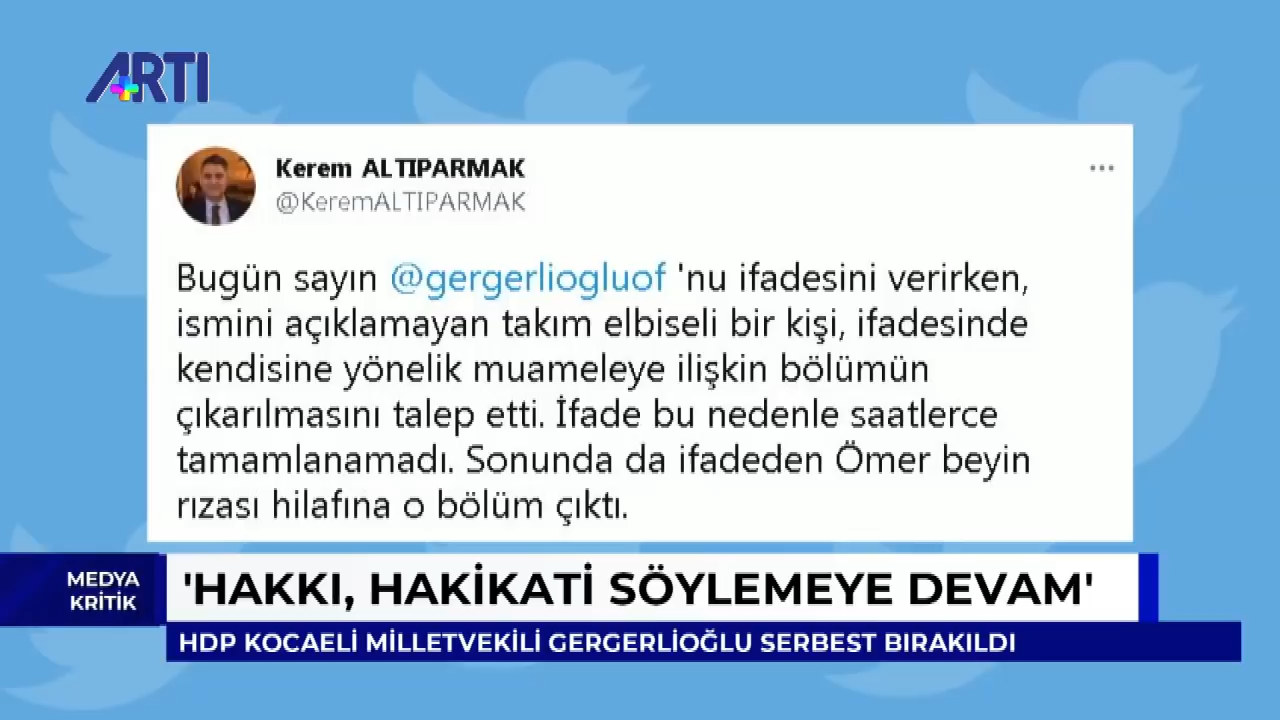 ARTI
Kerem ALTIPARMAK
@KeremALTIPARMAK
Bugün sayın @gergerliogluof 'nu ifadesini verirken,
ismini açıklamayan takım elbiseli bir kişi, ifadesinde
kendisine yönelik muameleye ilişkin bölümün
çıkarılmasını talep etti. İfade bu nedenle saatlerce
tamamlanamadı. Sonunda da ifadeden Ömer beyin
rızası hilafına o bölüm çıktı.
MEDYA
KRİTİK
'HAKKI, HAKİKATİ SÖYLEMEYE DEVAM'
HDP KOCAELİ MİLLETVEKİLİ GERGERLİOĞLU SERBEST BIRAKILDI